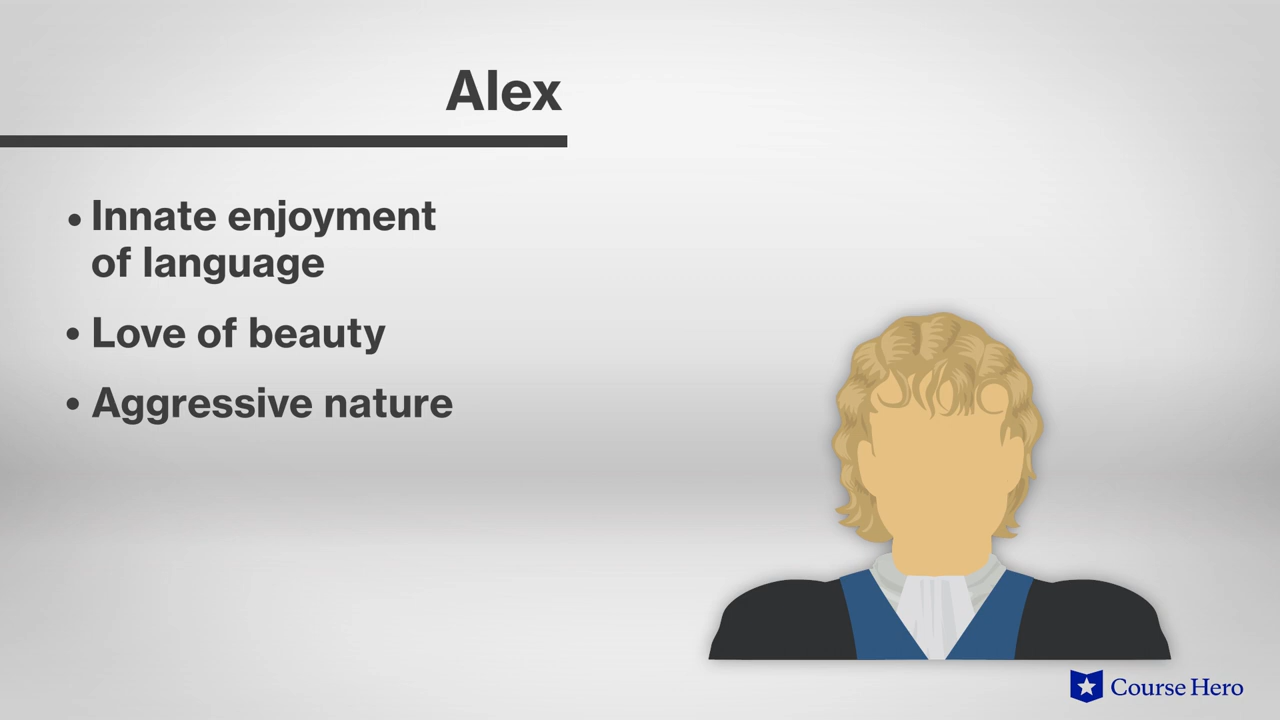 Alex
• Innate enjoyment
of language
• Love of beauty
• Aggressive nature
Course Hero